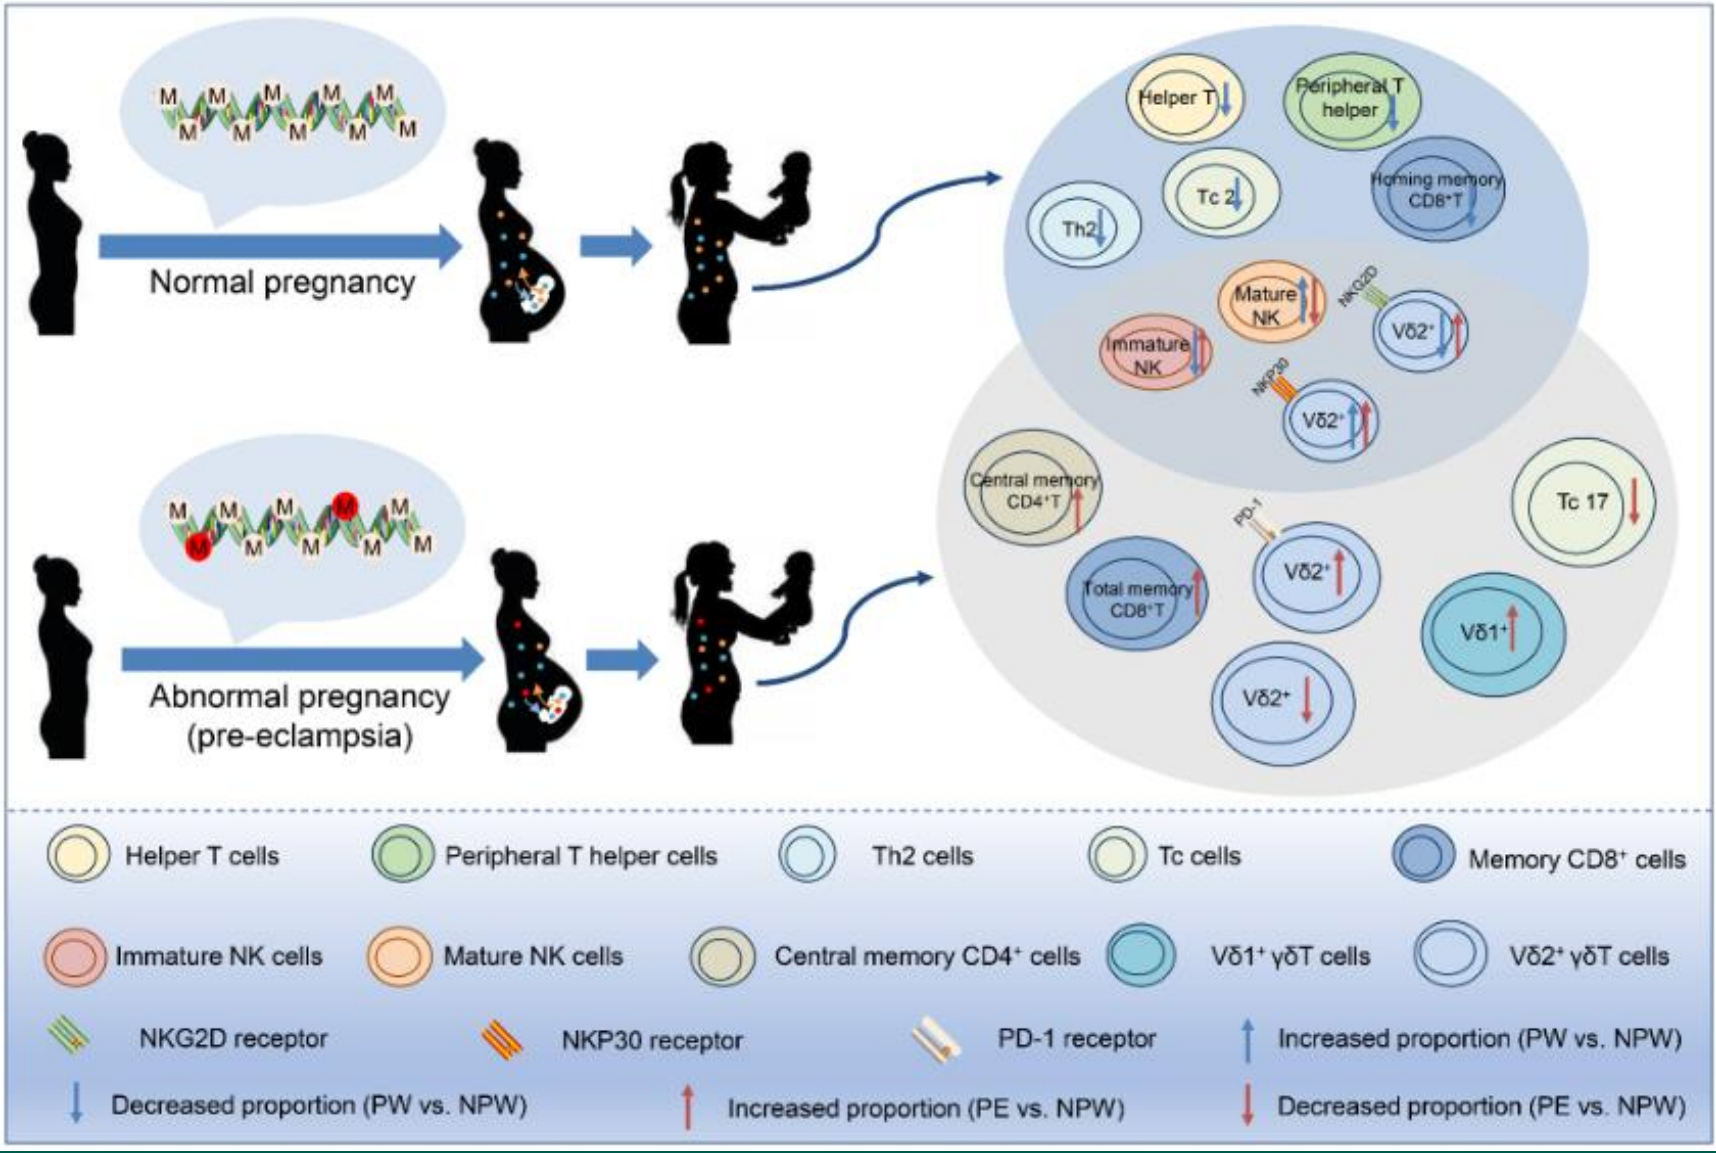 M M M M M
M M M M M
Normal pregnancy
M M M M M
M M M M M
Abnormal pregnancy
(pre-eclampsia)
Helper T
Peripheral T
helper
Tc 2
Homing memory
CD8⁺T
Th2
Mature
NK
NKG2D
Vδ2⁺
Immature
NK
NKP30
Vδ2⁺
Central memory
CD4⁺T
PD-1
Tc 17
Total memory
CD8⁺T
Vδ2⁺
Vδ1⁺
Vδ2⁺
Helper T cells
Peripheral T helper cells
Th2 cells
Tc cells
Memory CD8⁺ cells
Immature NK cells
Mature NK cells
Central memory CD4⁺ cells
Vδ1⁺ γδT cells
Vδ2⁺ γδT cells
NKG2D receptor
NKP30 receptor
PD-1 receptor
Increased proportion (PW vs. NPW)
Decreased proportion (PW vs. NPW)
Increased proportion (PE vs. NPW)
Decreased proportion (PE vs. NPW)